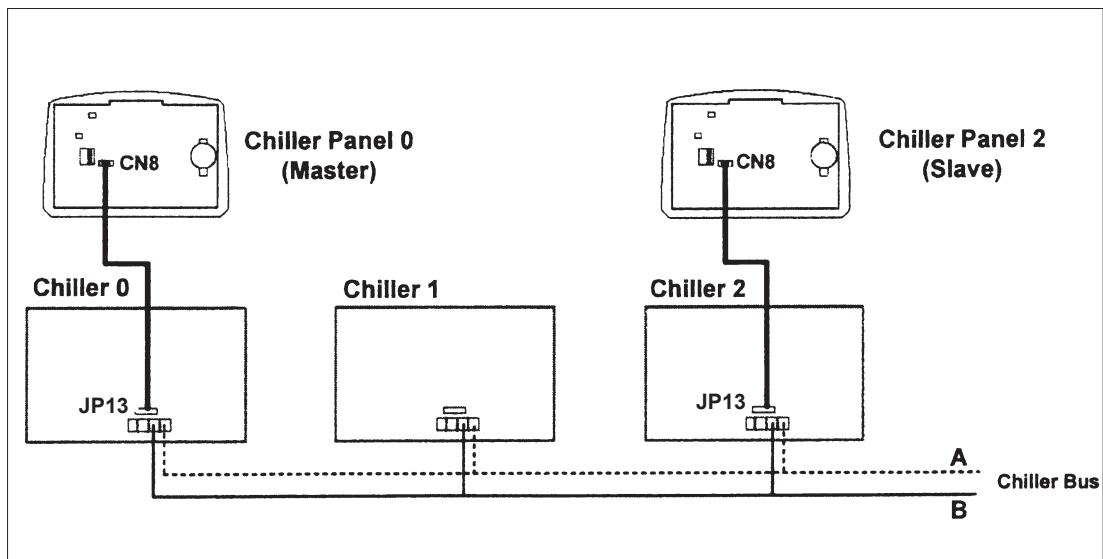 Chiller Panel 0
(Master)
CN8
Chiller Panel 2
(Slave)
CN8
Chiller 0
Chiller 1
Chiller 2
JP13
JP13
A
Chiller Bus
B